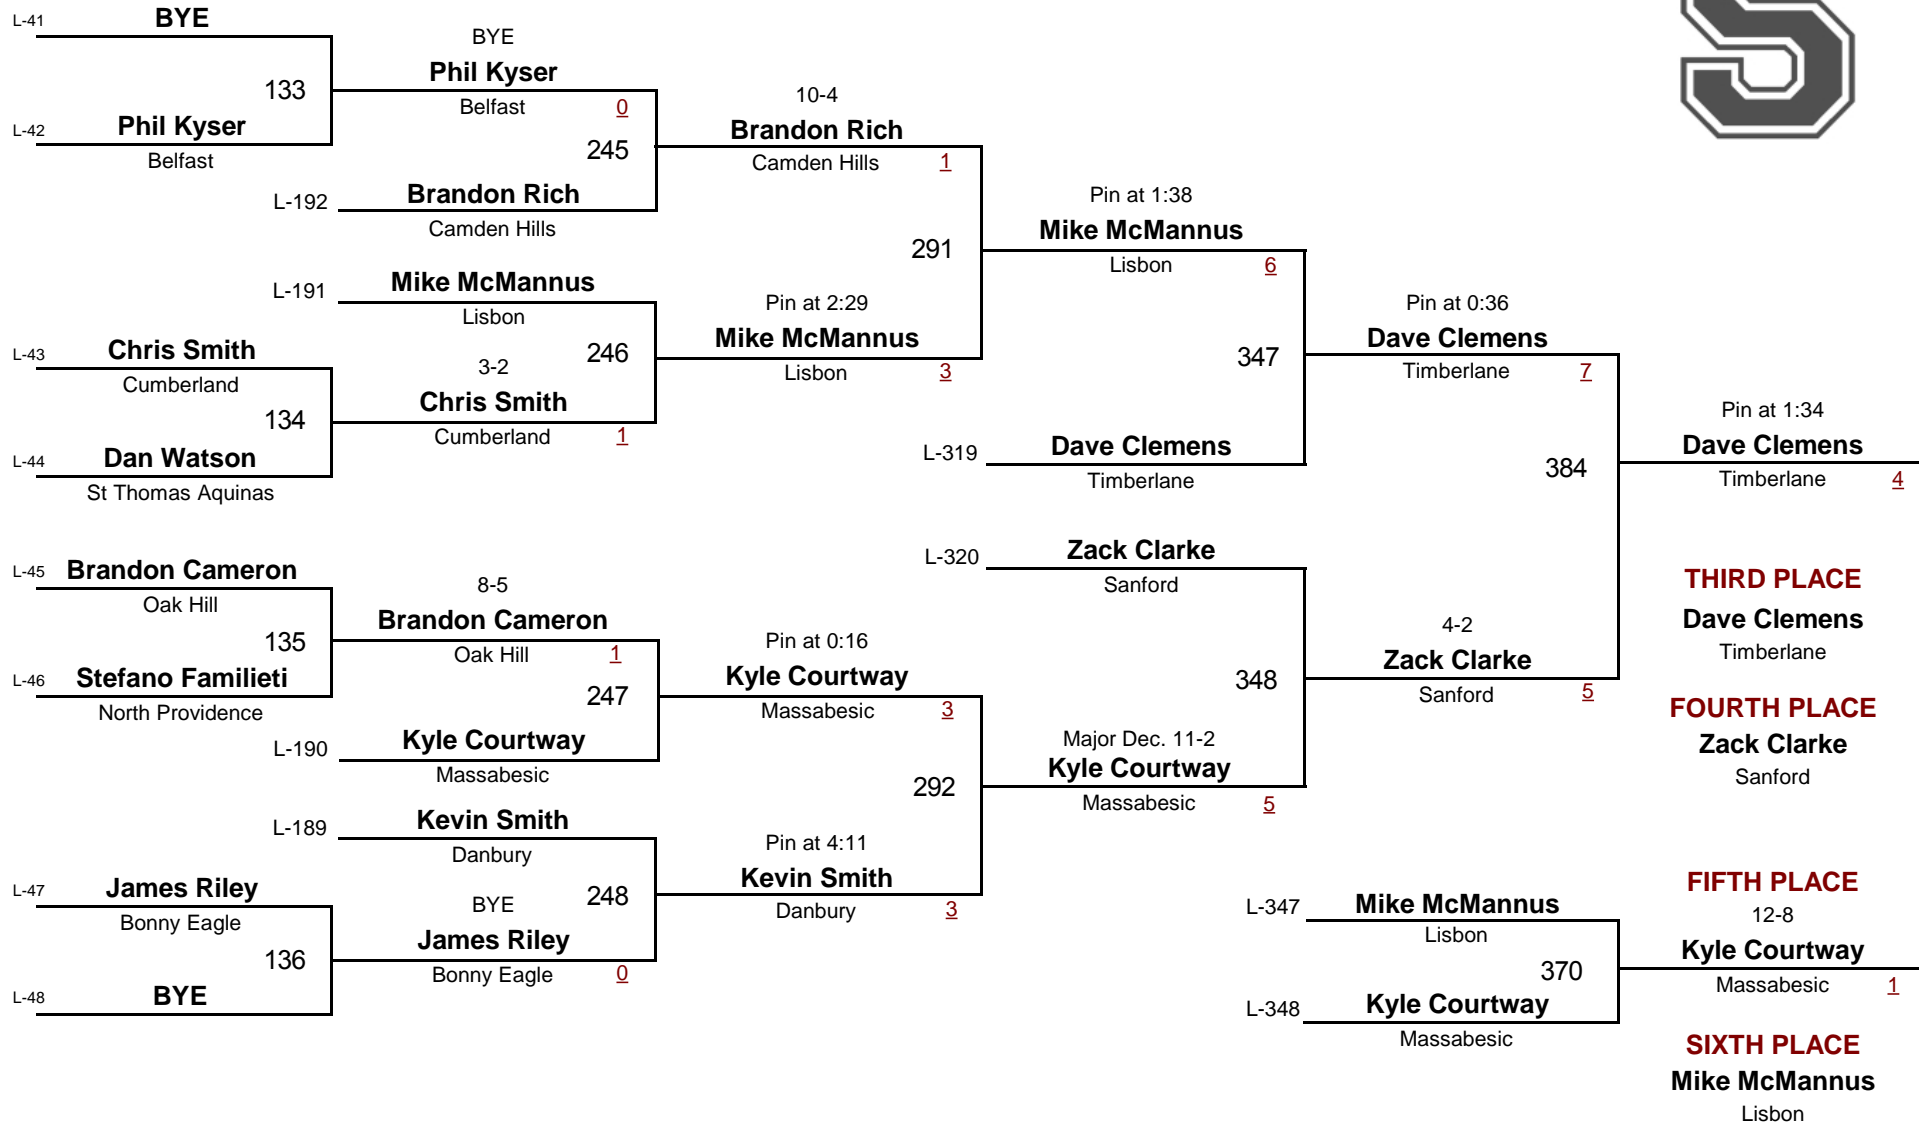 L-41 BYE
133
L-42 Phil Kyser
Belfast
BYE
Phil Kyser
Belfast 0
245
L-192 Brandon Rich
Camden Hills
10-4
Brandon Rich
Camden Hills 1
L-191 Mike McMannus
Lisbon
246
L-43 Chris Smith
Cumberland
134
L-44 Dan Watson
St Thomas Aquinas
3-2
Chris Smith
Cumberland 1
Pin at 2:29
Mike McMannus
Lisbon 3
291
Pin at 1:38
Mike McMannus
Lisbon 6
347
L-319 Dave Clemens
Timberlane
Pin at 0:36
Dave Clemens
Timberlane 7
384
Pin at 1:34
Dave Clemens
Timberlane 4
L-45 Brandon Cameron
Oak Hill
135
L-46 Stefano Familieti
North Providence
8-5
Brandon Cameron
Oak Hill 1
247
L-190 Kyle Courtway
Massabesic
Pin at 0:16
Kyle Courtway
Massabesic 3
292
L-189 Kevin Smith
Danbury
248
L-47 James Riley
Bonny Eagle
136
L-48 BYE
BYE
James Riley
Bonny Eagle 0
Pin at 4:11
Kevin Smith
Danbury 3
L-320 Zack Clarke
Sanford
348
Major Dec. 11-2
Kyle Courtway
Massabesic 5
4-2
Zack Clarke
Sanford 5
THIRD PLACE
Dave Clemens
Timberlane
FOURTH PLACE
Zack Clarke
Sanford
L-347 Mike McMannus
Lisbon
370
L-348 Kyle Courtway
Massabesic
FIFTH PLACE
12-8
Kyle Courtway
Massabesic 1
SIXTH PLACE
Mike McMannus
Lisbon
S